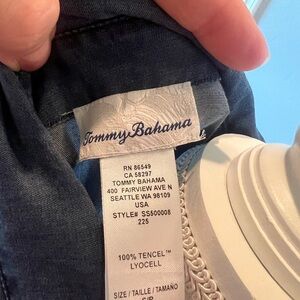 Tommy Bahama
RN 86549
CA 58297
TOMMY BAHAMA
400 FAIRVIEW AVE N
SEATTLE WA 98109
USA
STYLE# SS500008
225
100% TENCEL™
LYOCELL
SIZE / TAILLE / TAMAÑO